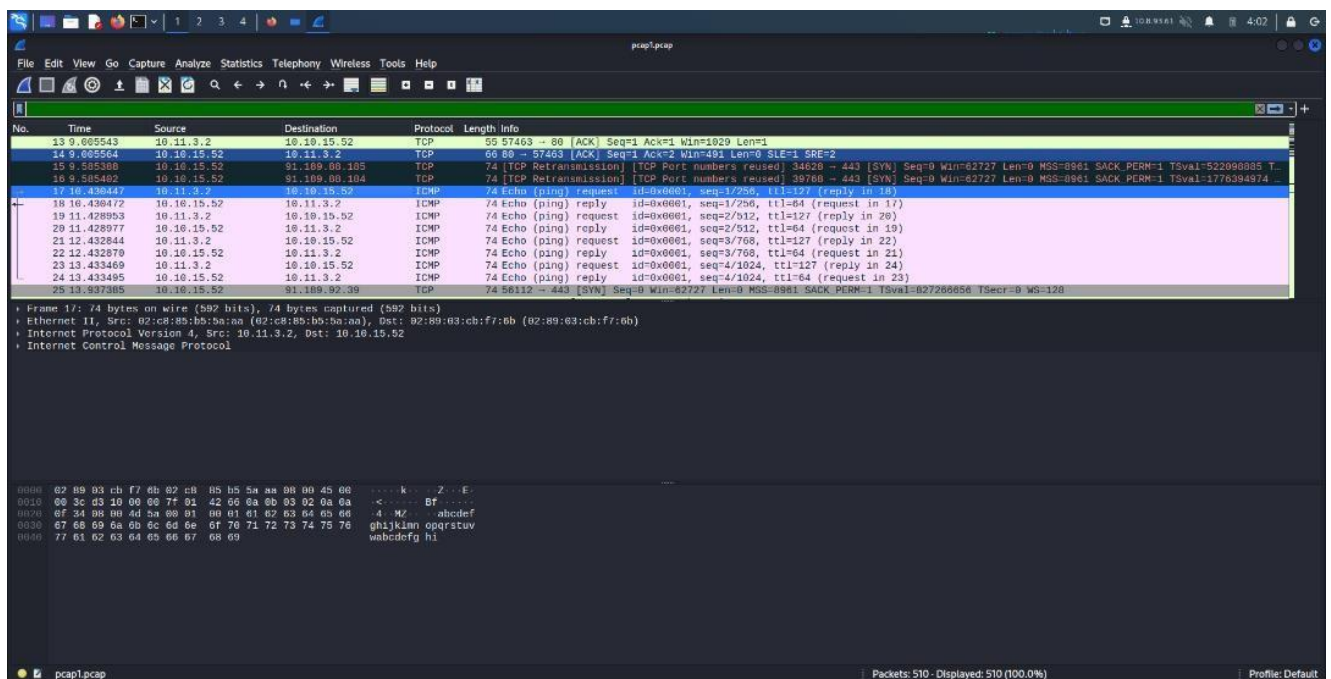 1 2 3 4 10.8.93.61 4:02
pcap1.pcap
File Edit View Go Capture Analyze Statistics Telephony Wireless Tools Help
No. Time Source Destination Protocol Length Info
13 9.005543 10.11.3.2 10.10.15.52 TCP 55 57463 → 80 [ACK] Seq=1 Ack=1 Win=1029 Len=1
14 9.005564 10.10.15.52 10.11.3.2 TCP 66 80 → 57463 [ACK] Seq=1 Ack=2 Win=491 Len=0 SLE=1 SRE=2
15 9.585388 10.10.15.52 91.189.88.185 TCP 74 [TCP Retransmission] [TCP Port numbers reused] 34628 → 443 [SYN] Seq=0 Win=62727 Len=0 MSS=8961 SACK_PERM=1 TSval=522098885 T…
16 9.585402 10.10.15.52 91.189.88.184 TCP 74 [TCP Retransmission] [TCP Port numbers reused] 39768 → 443 [SYN] Seq=0 Win=62727 Len=0 MSS=8961 SACK_PERM=1 TSval=1776394974 …
17 10.430447 10.11.3.2 10.10.15.52 ICMP 74 Echo (ping) request id=0x0001, seq=1/256, ttl=127 (reply in 18)
18 10.430472 10.10.15.52 10.11.3.2 ICMP 74 Echo (ping) reply id=0x0001, seq=1/256, ttl=64 (request in 17)
19 11.428953 10.11.3.2 10.10.15.52 ICMP 74 Echo (ping) request id=0x0001, seq=2/512, ttl=127 (reply in 20)
20 11.428977 10.10.15.52 10.11.3.2 ICMP 74 Echo (ping) reply id=0x0001, seq=2/512, ttl=64 (request in 19)
21 12.432844 10.11.3.2 10.10.15.52 ICMP 74 Echo (ping) request id=0x0001, seq=3/768, ttl=127 (reply in 22)
22 12.432870 10.10.15.52 10.11.3.2 ICMP 74 Echo (ping) reply id=0x0001, seq=3/768, ttl=64 (request in 21)
23 13.433469 10.11.3.2 10.10.15.52 ICMP 74 Echo (ping) request id=0x0001, seq=4/1024, ttl=127 (reply in 24)
24 13.433495 10.10.15.52 10.11.3.2 ICMP 74 Echo (ping) reply id=0x0001, seq=4/1024, ttl=64 (request in 23)
25 13.937385 10.10.15.52 91.189.92.39 TCP 74 56112 → 443 [SYN] Seq=0 Win=62727 Len=0 MSS=8961 SACK_PERM=1 TSval=827266656 TSecr=0 WS=128
Frame 17: 74 bytes on wire (592 bits), 74 bytes captured (592 bits)
Ethernet II, Src: 02:c8:85:b5:5a:aa (02:c8:85:b5:5a:aa), Dst: 02:89:03:cb:f7:6b (02:89:03:cb:f7:6b)
Internet Protocol Version 4, Src: 10.11.3.2, Dst: 10.10.15.52
Internet Control Message Protocol
0000 02 89 03 cb f7 6b 02 c8 85 b5 5a aa 08 00 45 00 ·····k·· ··Z···E·
0010 00 3c d3 10 00 00 7f 01 42 66 0a 0b 03 02 0a 0a ·<······ Bf······
0020 0f 34 08 00 4d 5a 00 01 00 01 61 62 63 64 65 66 ·4··MZ·· ··abcdef
0030 67 68 69 6a 6b 6c 6d 6e 6f 70 71 72 73 74 75 76 ghijklmn opqrstuv
0040 77 61 62 63 64 65 66 67 68 69 wabcdefg hi
pcap1.pcap Packets: 510 · Displayed: 510 (100.0%) Profile: Default